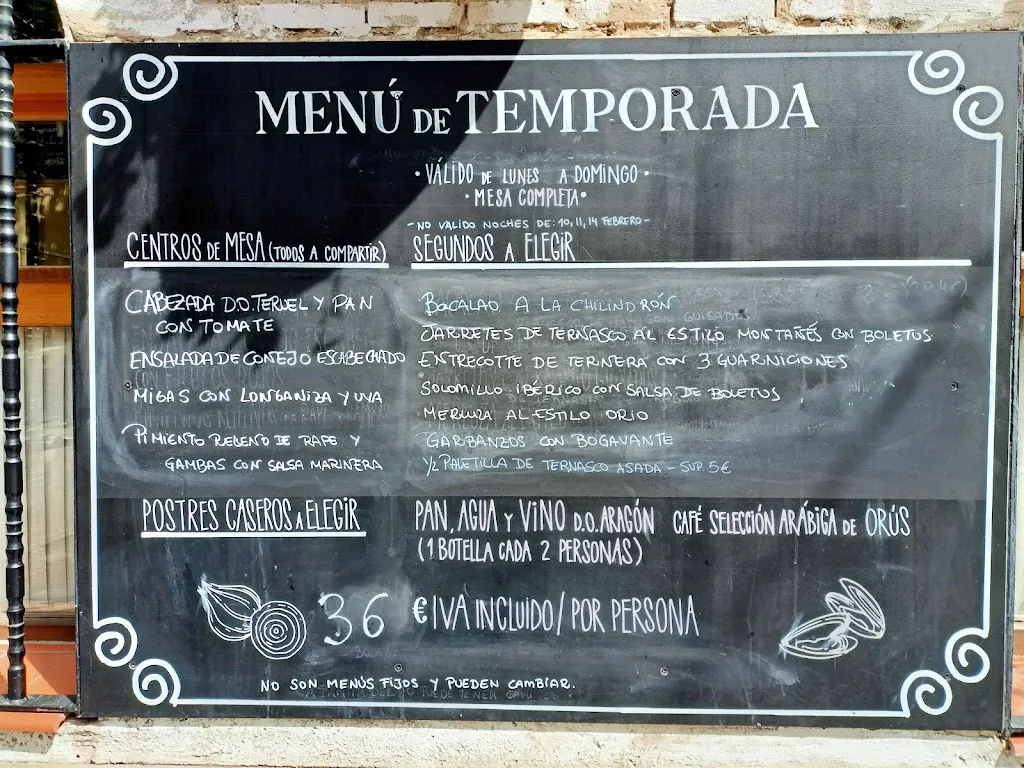 MENÚ DE TEMPORADA
• VÁLIDO DE LUNES A DOMINGO •
• MESA COMPLETA •
- NO VALIDO NOCHES DE: 10, 11, 14 FEBRERO -
CENTROS DE MESA (TODOS A COMPARTIR)
CABEZADA D.O. TERUEL Y PAN
CON TOMATE
ENSALADA DE CONEJO ESCABECHADO
MIGAS CON LONGANIZA Y UVA
PIMIENTO RELLENO DE RAPE Y
GAMBAS CON SALSA MARINERA
SEGUNDOS A ELEGIR
BACALAO A LA CHILINDRÓN
JARRETES DE TERNASCO AL ESTILO MONTAÑÉS CON BOLETUS
ENTRECOTTE DE TERNERA CON 3 GUARNICIONES
SOLOMILLO IBÉRICO CON SALSA DE BOLETUS
MERLUZA AL ESTILO ORIO
GARBANZOS CON BOGAVANTE
1/2 PALETILLA DE TERNASCO ASADA - SUP. 5€
POSTRES CASEROS A ELEGIR
PAN, AGUA Y VINO D.O. ARAGÓN
(1 BOTELLA CADA 2 PERSONAS)
CAFÉ SELECCIÓN ARÁBIGA DE ORÚS
36 € IVA INCLUIDO / POR PERSONA
NO SON MENÚS FIJOS Y PUEDEN CAMBIAR.